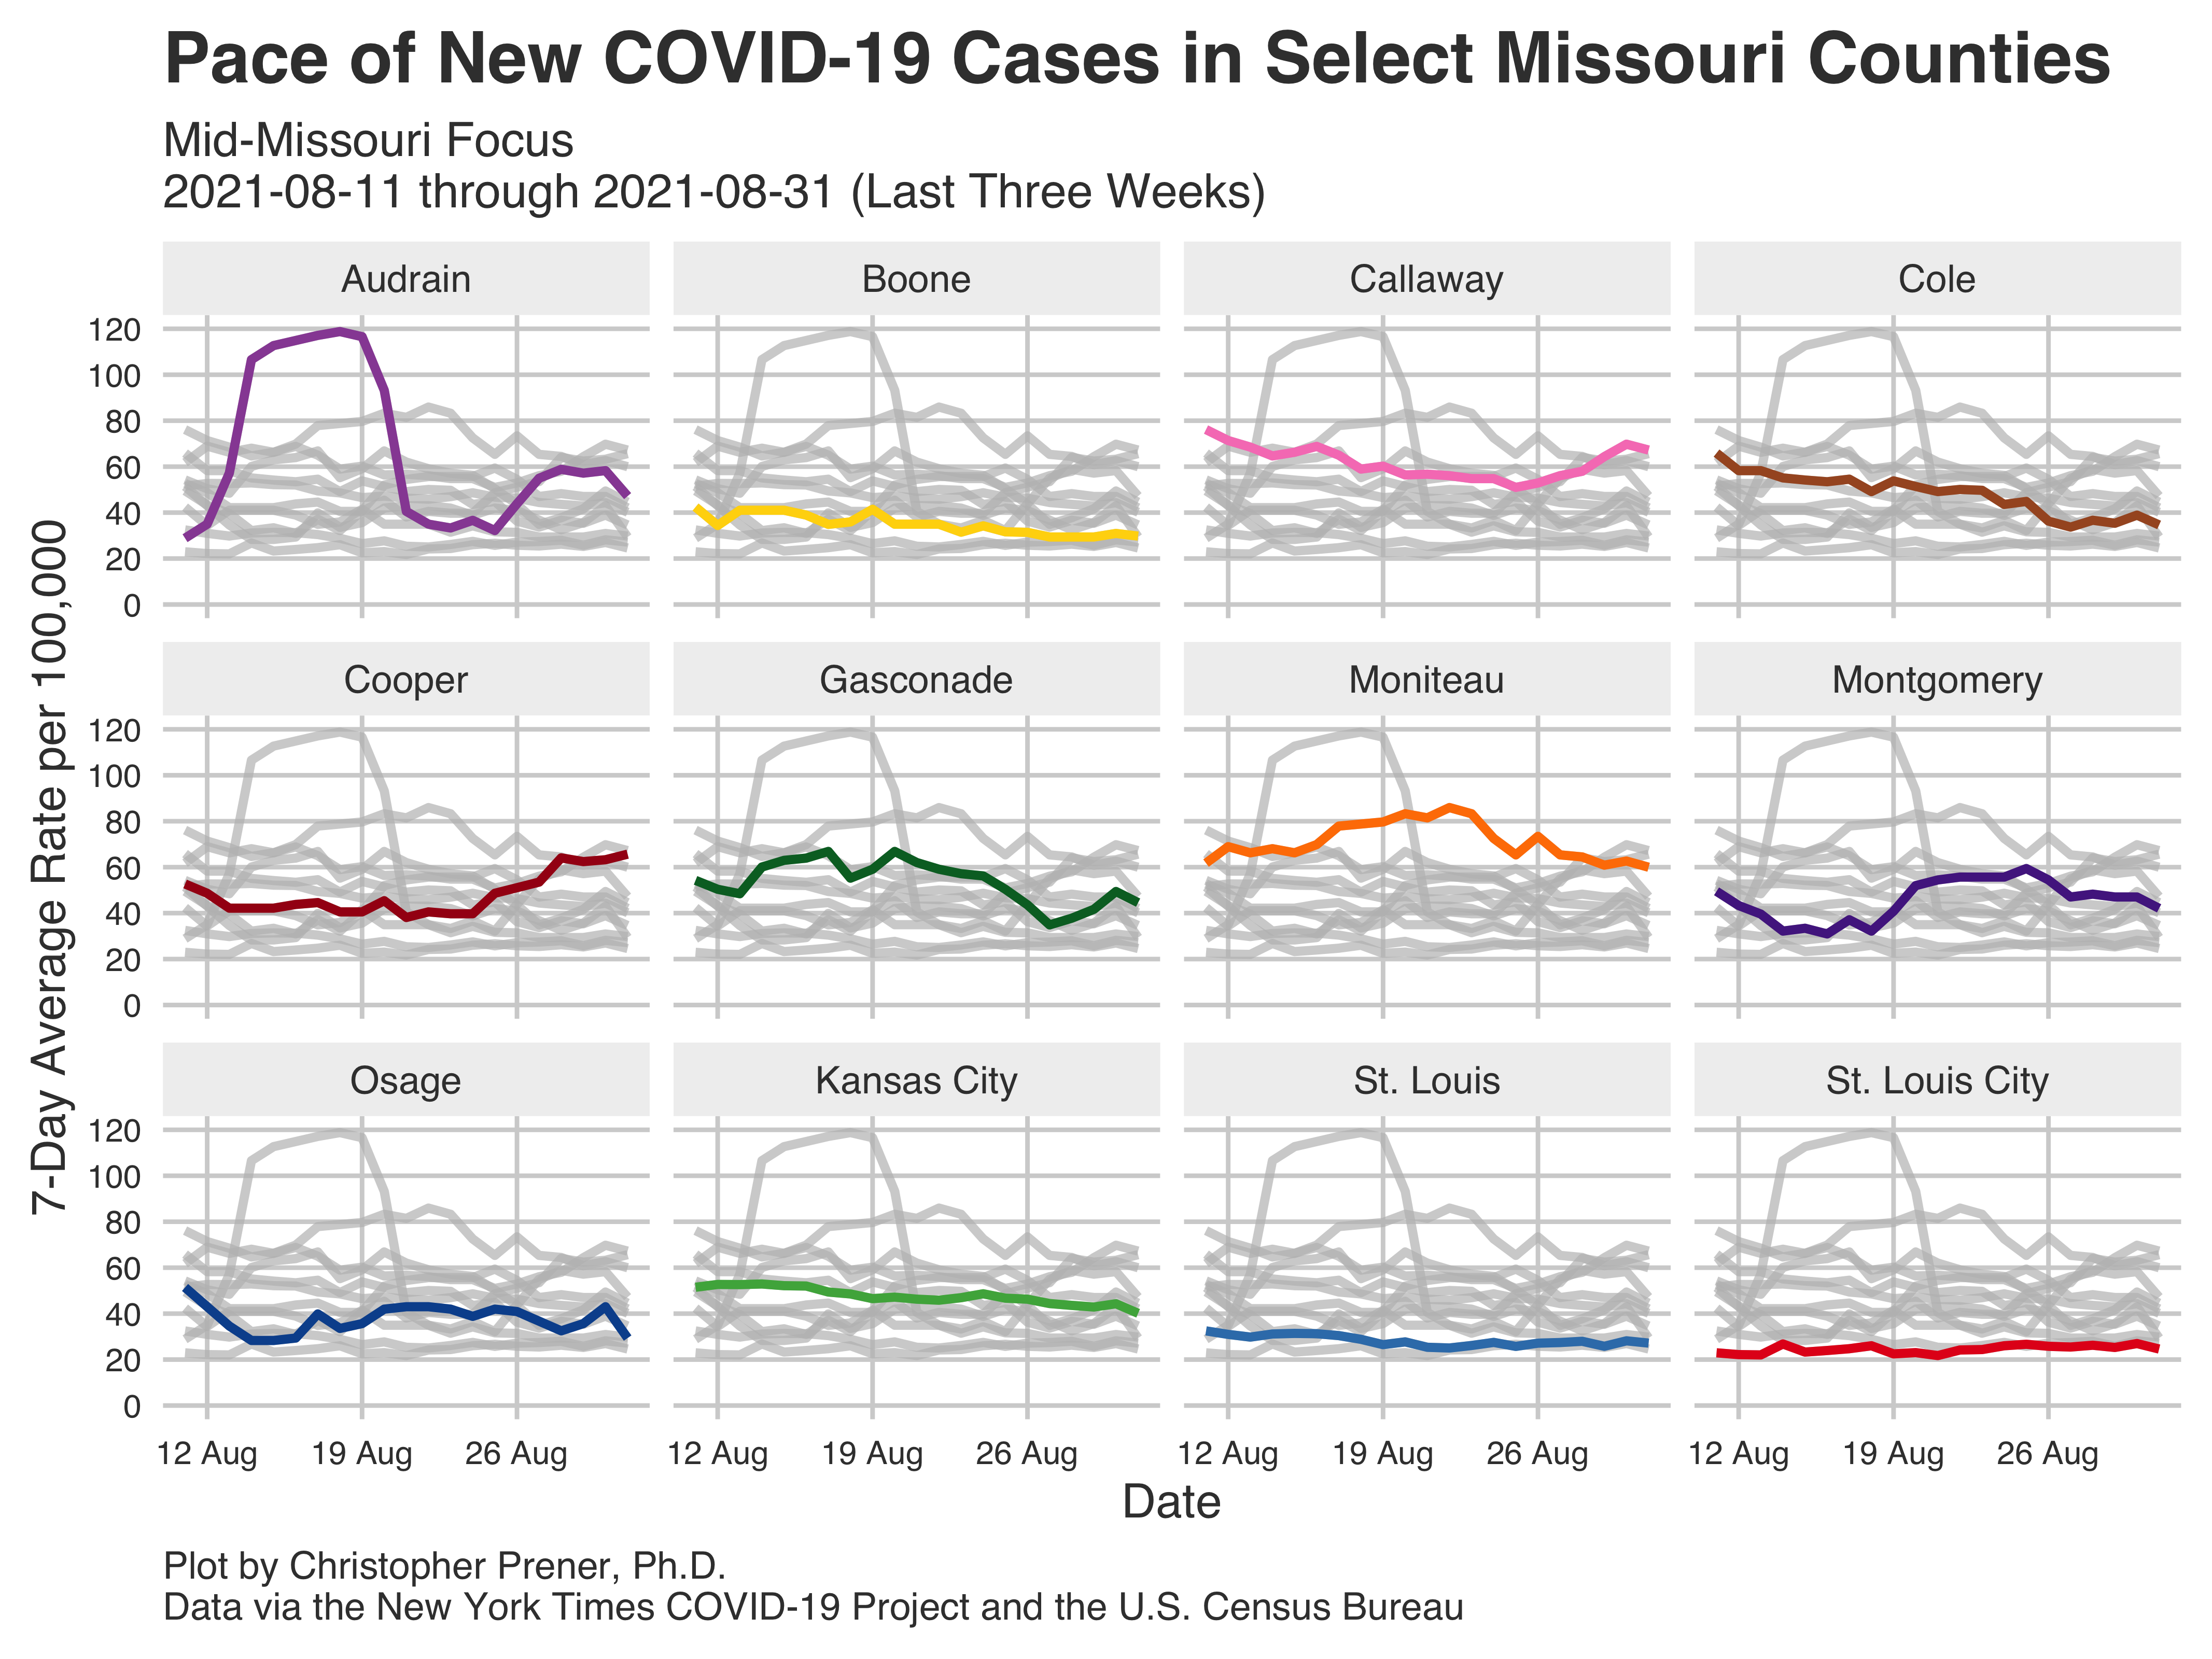 Pace of New COVID-19 Cases in Select Missouri Counties
Mid-Missouri Focus
2021-08-11 through 2021-08-31 (Last Three Weeks)
7-Day Average Rate per 100,000
Audrain
Boone
Callaway
Cole
120
100
80
60
40
20
0
Cooper
Gasconade
Moniteau
Montgomery
120
100
80
60
40
20
0
Osage
Kansas City
St. Louis
St. Louis City
120
100
80
60
40
20
0
12 Aug 19 Aug 26 Aug
12 Aug 19 Aug 26 Aug
12 Aug 19 Aug 26 Aug
12 Aug 19 Aug 26 Aug
Date
Plot by Christopher Prener, Ph.D.
Data via the New York Times COVID-19 Project and the U.S. Census Bureau